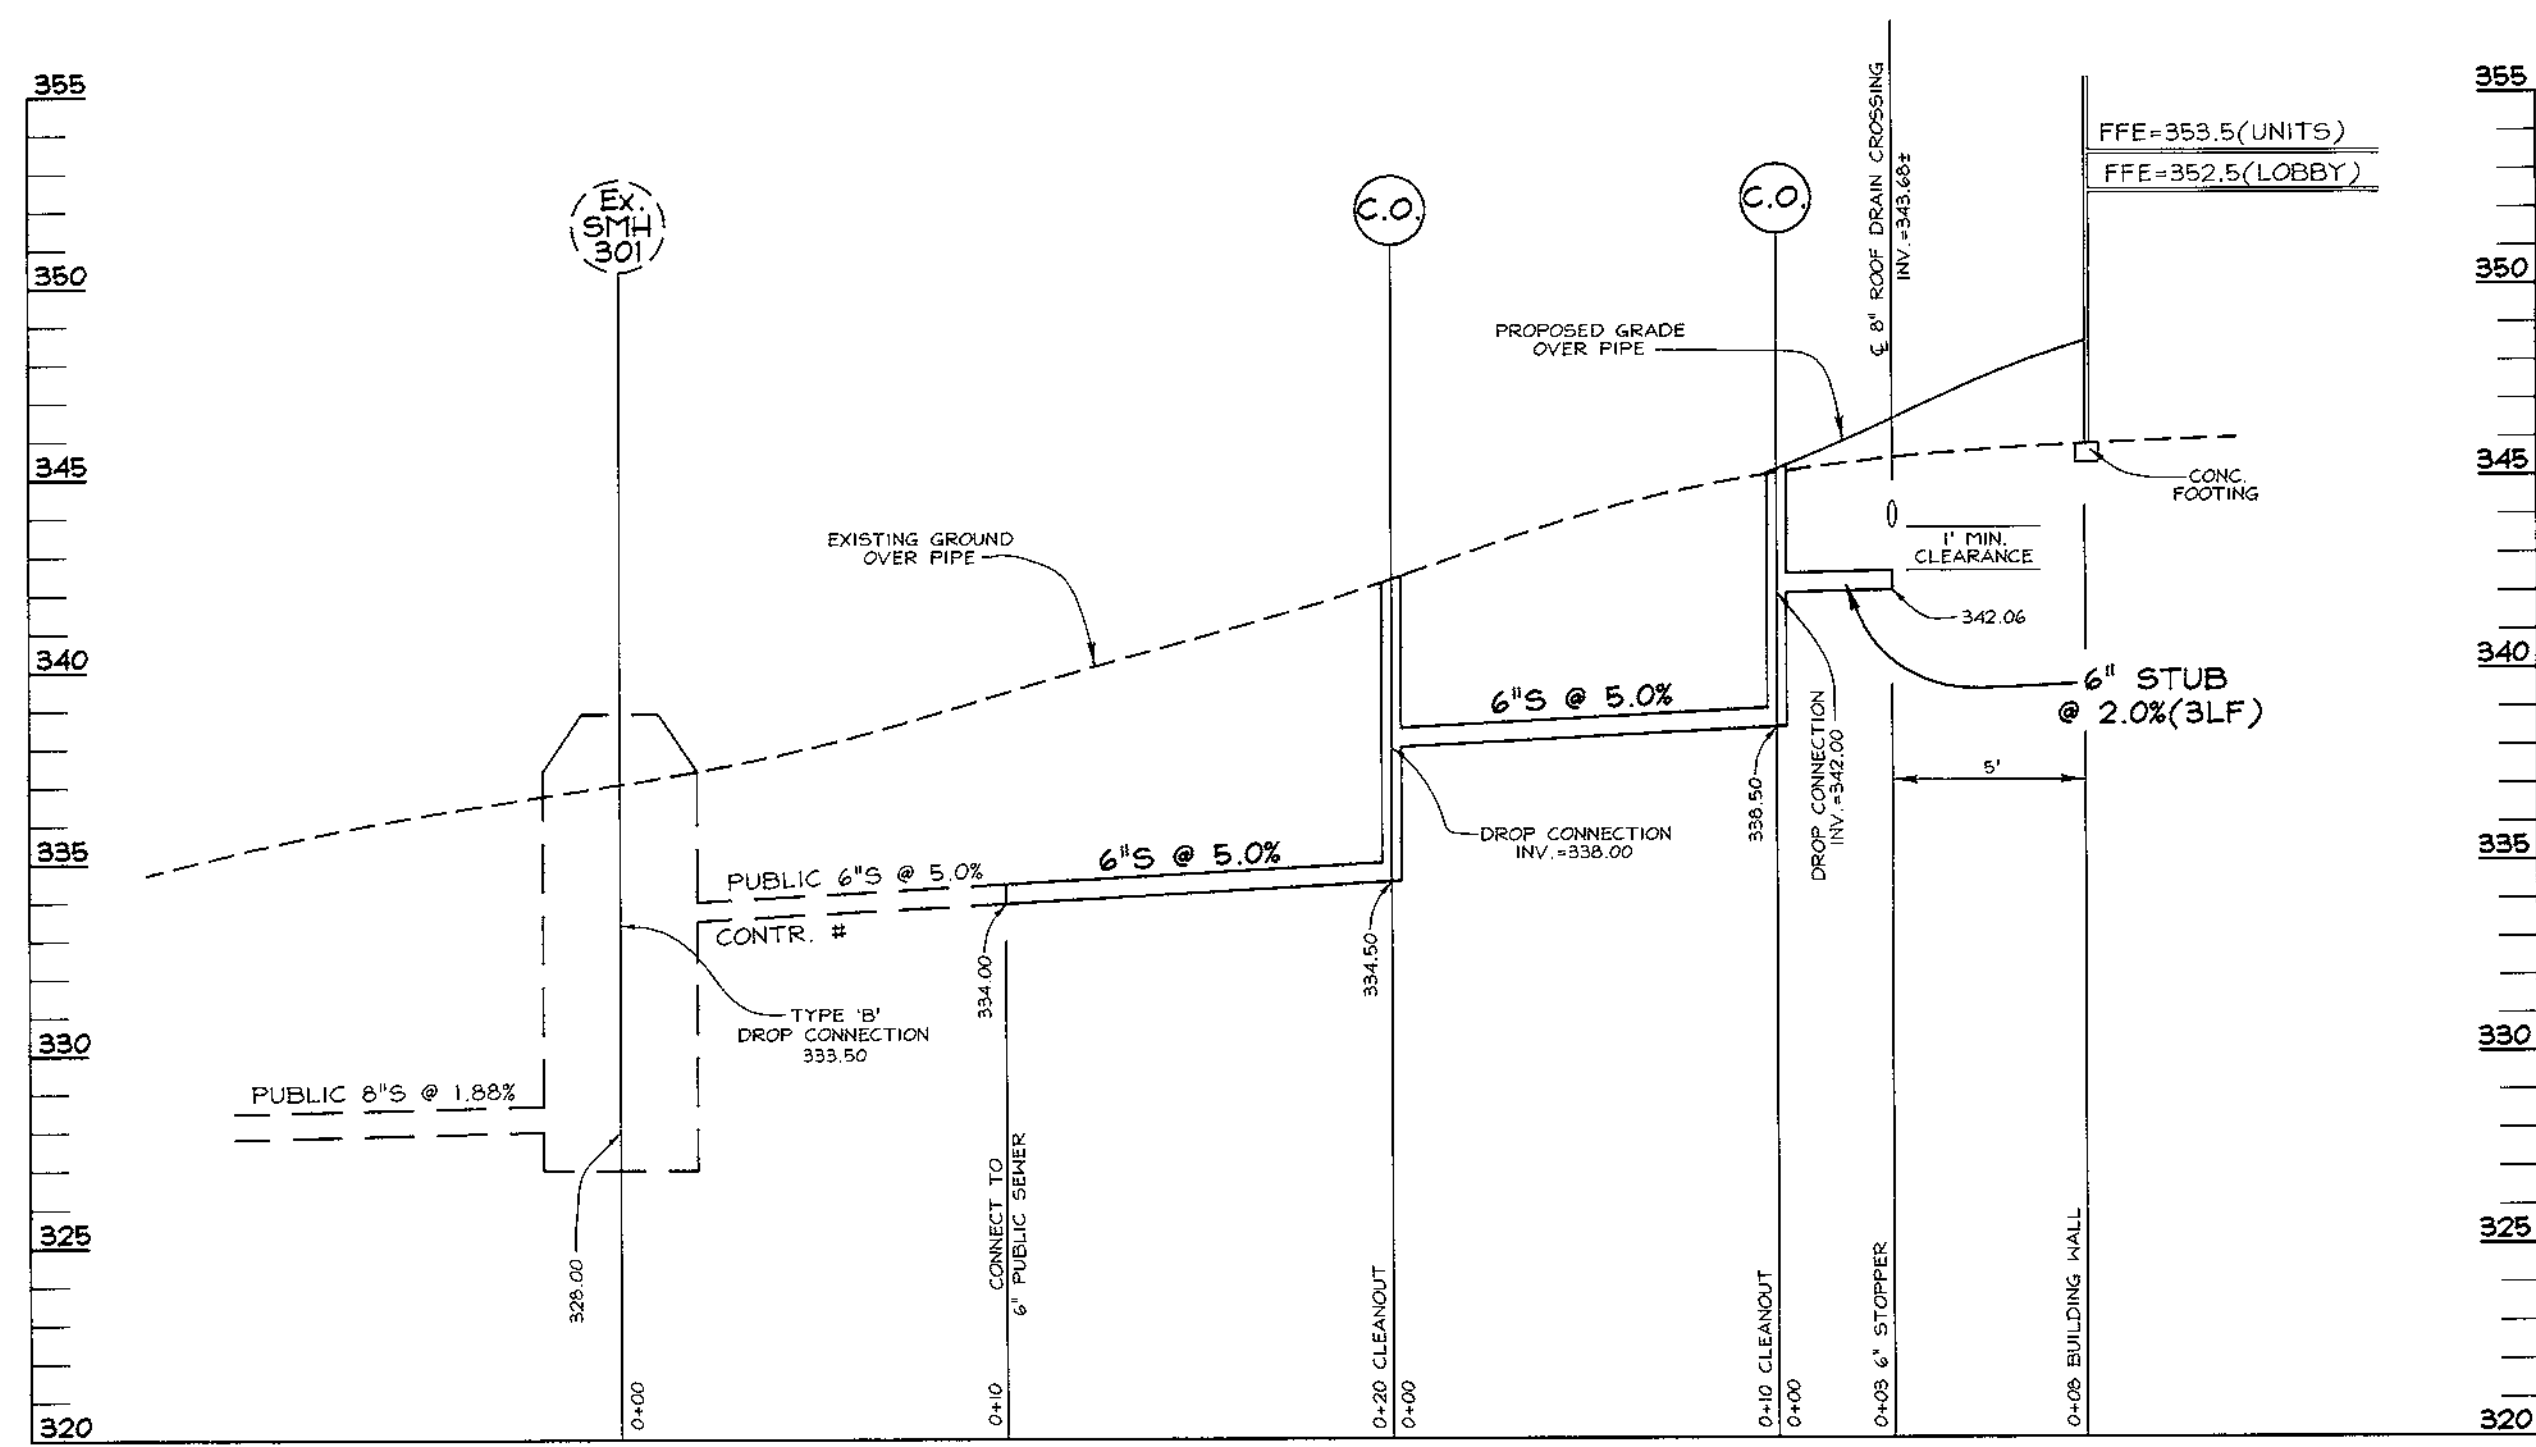 355
350
345
340
335
330
325
320
Ex.
SMH
301
C.O.
C.O.
℄ 8" ROOF DRAIN CROSSING
INV.=343.68±
FFE=353.5(UNITS)
FFE=352.5(LOBBY)
PROPOSED GRADE
OVER PIPE
EXISTING GROUND
OVER PIPE
CONC.
FOOTING
1' MIN.
CLEARANCE
342.06
6" STUB
@ 2.0%(3LF)
5'
6"S @ 5.0%
338.50
DROP CONNECTION
INV.=342.00
DROP CONNECTION
INV.=338.00
6"S @ 5.0%
334.50
PUBLIC 6"S @ 5.0%
CONTR. #
334.00
TYPE 'B'
DROP CONNECTION
333.50
PUBLIC 8"S @ 1.88%
328.00
0+00
0+10
CONNECT TO
6" PUBLIC SEWER
0+20 CLEANOUT
0+00
0+10 CLEANOUT
0+00
0+03 6" STOPPER
0+08 BUILDING WALL
355
350
345
340
335
330
325
320